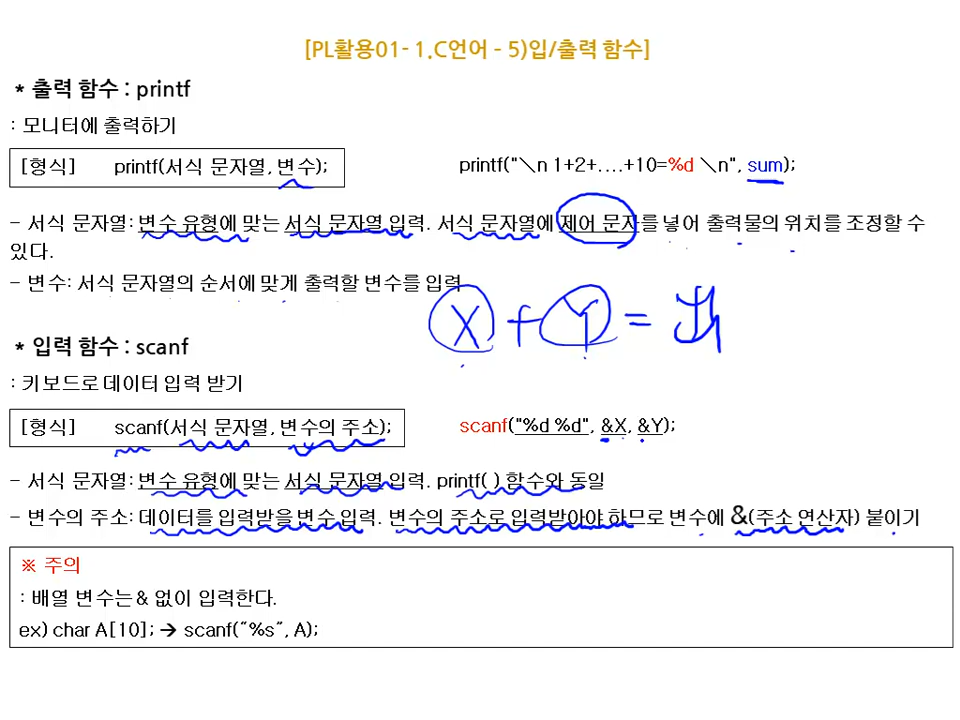 [PL활용01- 1.C언어 - 5)입/출력 함수]
* 출력 함수 : printf
: 모니터에 출력하기
[형식] printf(서식 문자열, 변수);
printf("\n 1+2+....+10=%d \n", sum);
- 서식 문자열: 변수 유형에 맞는 서식 문자열 입력. 서식 문자열에 제어 문자를 넣어 출력물의 위치를 조정할 수
있다.
- 변수: 서식 문자열의 순서에 맞게 출력할 변수를 입력
X + Y =
* 입력 함수 : scanf
: 키보드로 데이터 입력 받기
[형식] scanf(서식 문자열, 변수의 주소);
scanf("%d %d", &X, &Y);
- 서식 문자열: 변수 유형에 맞는 서식 문자열 입력. printf( ) 함수와 동일
- 변수의 주소: 데이터를 입력받을 변수 입력. 변수의 주소로 입력받아야 하므로 변수에 &(주소 연산자) 붙이기
※ 주의
: 배열 변수는 & 없이 입력한다.
ex) char A[10]; → scanf("%s", A);